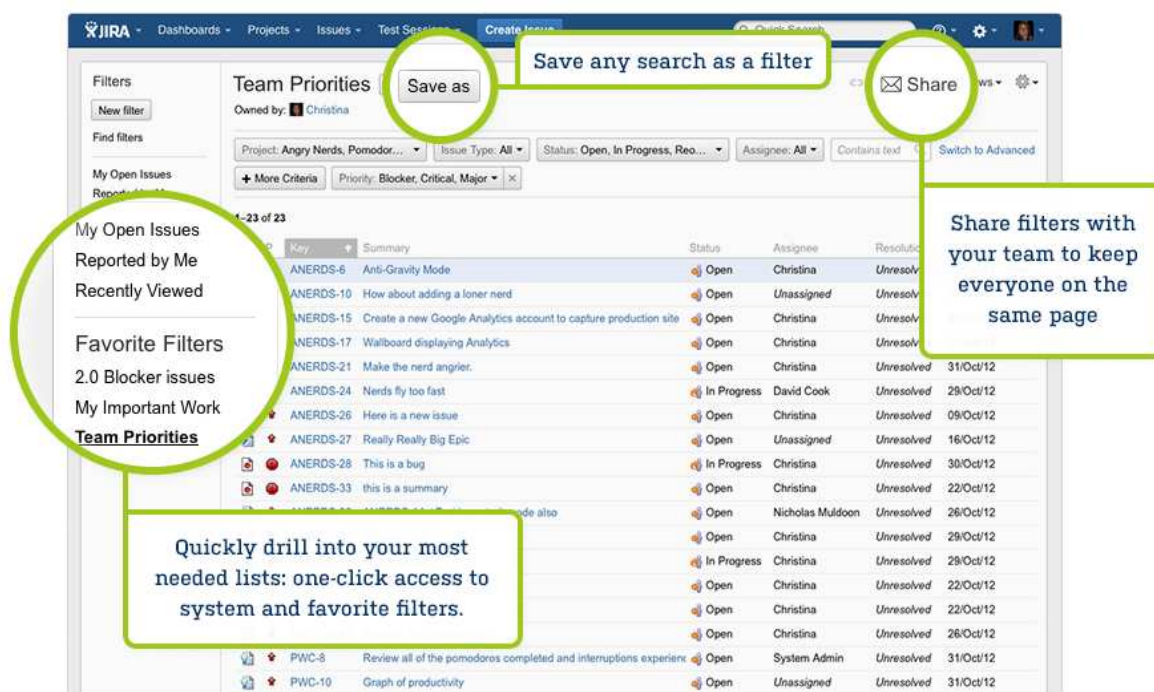 JIRA Dashboards Projects Issues Test Sessions Create Issue Quick Search
Save any search as a filter
Filters
New filter
Find filters
My Open Issues
Team Priorities Save as Share
Owned by: Christina
Project: Angry Nerds, Pomodor... Issue Type: All Status: Open, In Progress, Reo... Assignee: All Contains text Switch to Advanced
+ More Criteria Priority: Blocker, Critical, Major ×
My Open Issues
Reported by Me
Recently Viewed
Favorite Filters
2.0 Blocker issues
My Important Work
Team Priorities
Share filters with
your team to keep
everyone on the
same page
1–23 of 23
P Key Summary Status Assignee
ANERDS-6 Anti-Gravity Mode Open Christina
ANERDS-10 How about adding a loner nerd Open Unassigned
ANERDS-15 Create a new Google Analytics account to capture production site Open Christina
ANERDS-17 Wallboard displaying Analytics Open Christina
ANERDS-21 Make the nerd angrier. Open Christina Unresolved 31/Oct/12
ANERDS-24 Nerds fly too fast In Progress David Cook Unresolved 29/Oct/12
ANERDS-26 Here is a new issue Open Christina Unresolved 09/Oct/12
ANERDS-27 Really Really Big Epic Open Unassigned Unresolved 16/Oct/12
ANERDS-28 This is a bug In Progress Christina Unresolved 30/Oct/12
ANERDS-33 this is a summary Open Christina Unresolved 22/Oct/12
also Open Nicholas Muldoon Unresolved 26/Oct/12
Open Christina Unresolved 29/Oct/12
In Progress Christina Unresolved 29/Oct/12
Open Christina Unresolved 22/Oct/12
Open Christina Unresolved 22/Oct/12
Open Christina Unresolved 26/Oct/12
Quickly drill into your most
needed lists: one-click access to
system and favorite filters.
PWC-8 Review all of the pomodoros completed and interruptions Open System Admin Unresolved 31/Oct/12
PWC-10 Graph of productivity Open Unassigned Unresolved 31/Oct/12